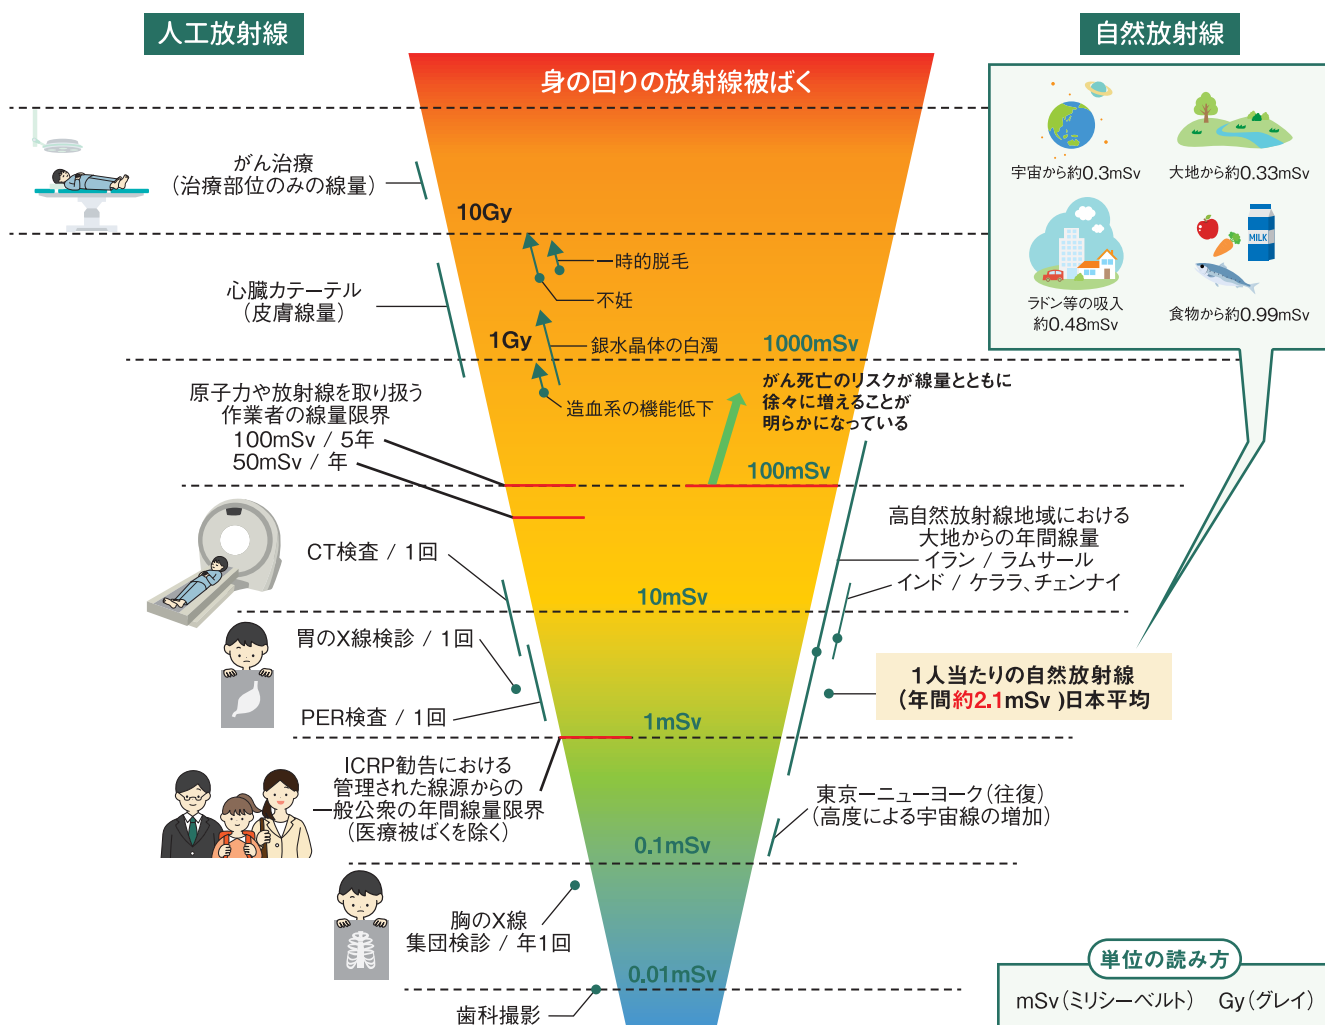 人工放射線
自然放射線
身の回りの放射線被ばく
宇宙から約0.3mSv
大地から約0.33mSv
MILK
ラドン等の吸入
約0.48mSv
食物から約0.99mSv
がん治療
（治療部位のみの線量）
10Gy
一時的脱毛
不妊
心臓カテーテル
（皮膚線量）
1Gy
銀水晶体の白濁
1000mSv
造血系の機能低下
がん死亡のリスクが線量とともに
徐々に増えることが
明らかになっている
原子力や放射線を取り扱う
作業者の線量限界
100mSv / 5年
50mSv / 年
100mSv
CT検査 / 1回
高自然放射線地域における
大地からの年間線量
イラン / ラムサール
インド / ケララ、チェンナイ
10mSv
胃のX線検診 / 1回
PER検査 / 1回
1人当たりの自然放射線
（年間約2.1mSv ）日本平均
1mSv
ICRP勧告における
管理された線源からの
一般公衆の年間線量限界
（医療被ばくを除く）
東京ーニューヨーク（往復）
（高度による宇宙線の増加）
0.1mSv
胸のX線
集団検診 / 年1回
0.01mSv
歯科撮影
単位の読み方
mSv（ミリシーベルト） Gy（グレイ）